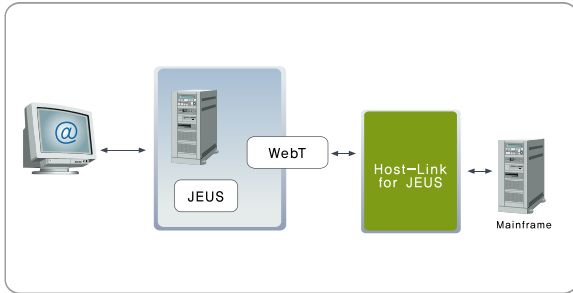 @
WebT
JEUS
Host-Link
for JEUS
Mainframe